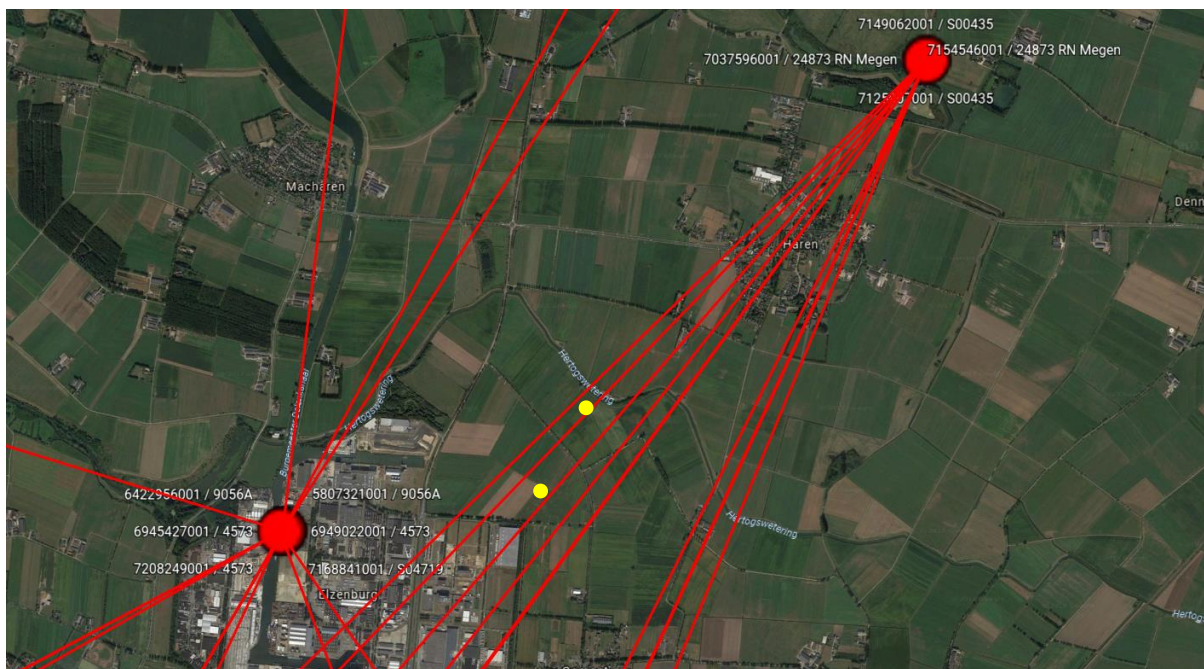 7149062001 / S00435
7154546001 / 24873 RN Megen
7037596001 / 24873 RN Megen
Macharen
Haren
Hertogswetering
Hertogswetering
6422956001 / 9056A
5807321001 / 9056A
6945427001 / 4573
6949022001 / 4573
7208249001 / 4573
7168841001 / S04719
Elzenburg
Hertogswetering